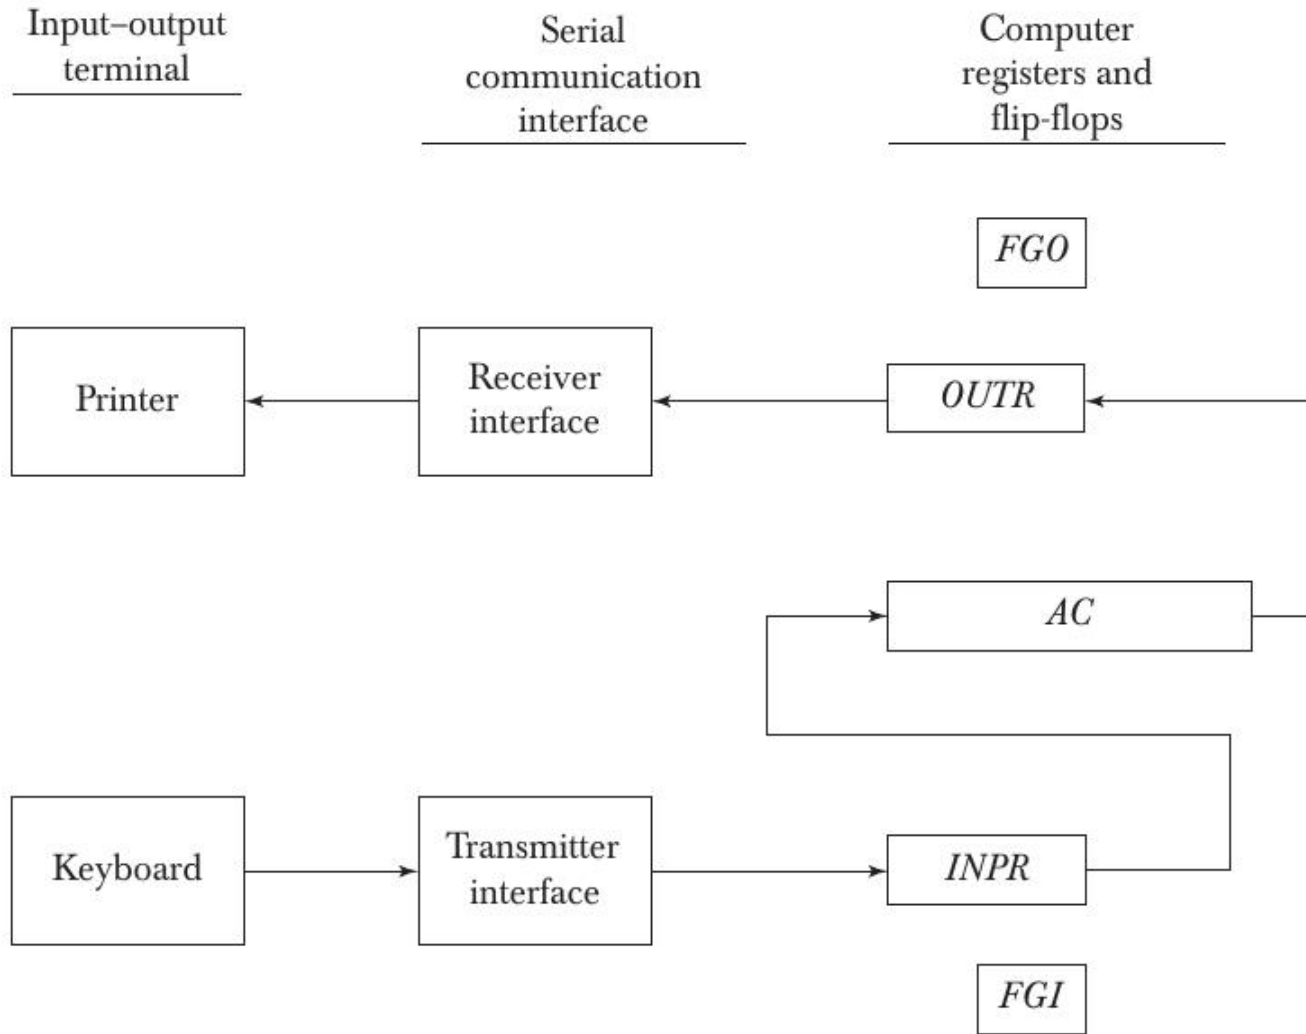 Input–output
terminal
Serial
communication
interface
Computer
registers and
flip-flops
FGO
Printer
Receiver
interface
OUTR
AC
Keyboard
Transmitter
interface
INPR
FGI